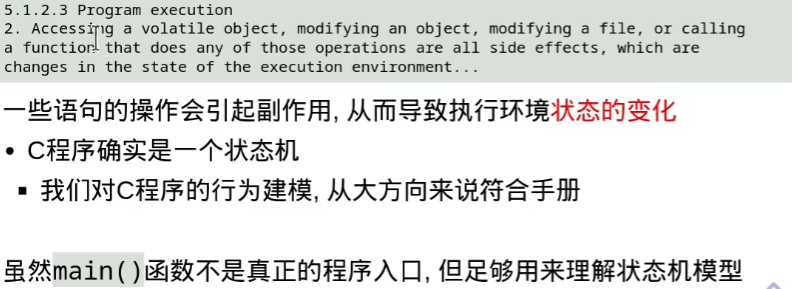 5.1.2.3 Program execution
2. Accessing a volatile object, modifying an object, modifying a file, or calling
a function that does any of those operations are all side effects, which are
changes in the state of the execution environment...
一些语句的操作会引起副作用, 从而导致执行环境状态的变化
• C程序确实是一个状态机
▪ 我们对C程序的行为建模, 从大方向来说符合手册
虽然main()函数不是真正的程序入口, 但足够用来理解状态机模型